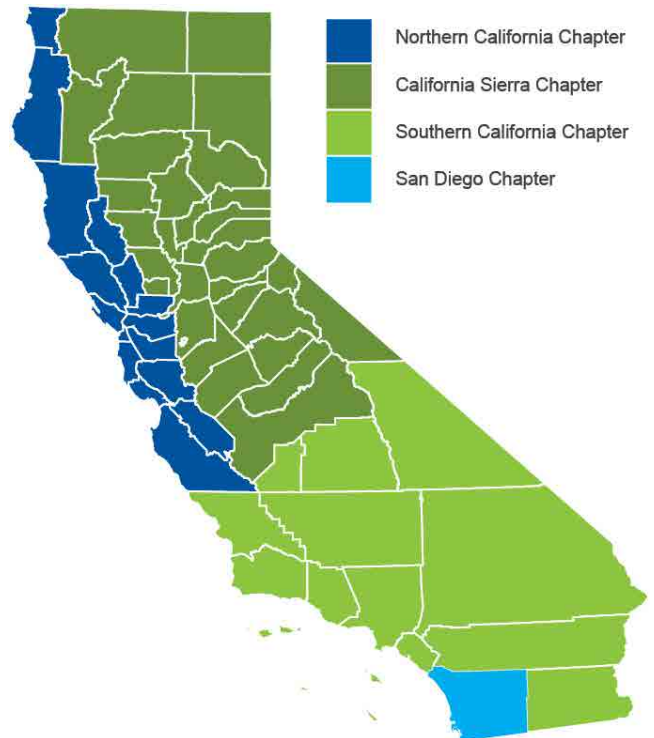 Northern California Chapter
California Sierra Chapter
Southern California Chapter
San Diego Chapter